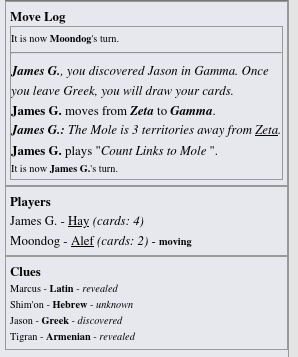 Move Log
It is now Moondog's turn.
James G., you discovered Jason in Gamma. Once
you leave Greek, you will draw your cards.
James G. moves from Zeta to Gamma.
James G.: The Mole is 3 territories away from Zeta.
James G. plays "Count Links to Mole ".
It is now James G.'s turn.
Players
James G. - Hay (cards: 4)
Moondog - Alef (cards: 2) - moving
Clues
Marcus - Latin - revealed
Shim'on - Hebrew - unknown
Jason - Greek - discovered
Tigran - Armenian - revealed